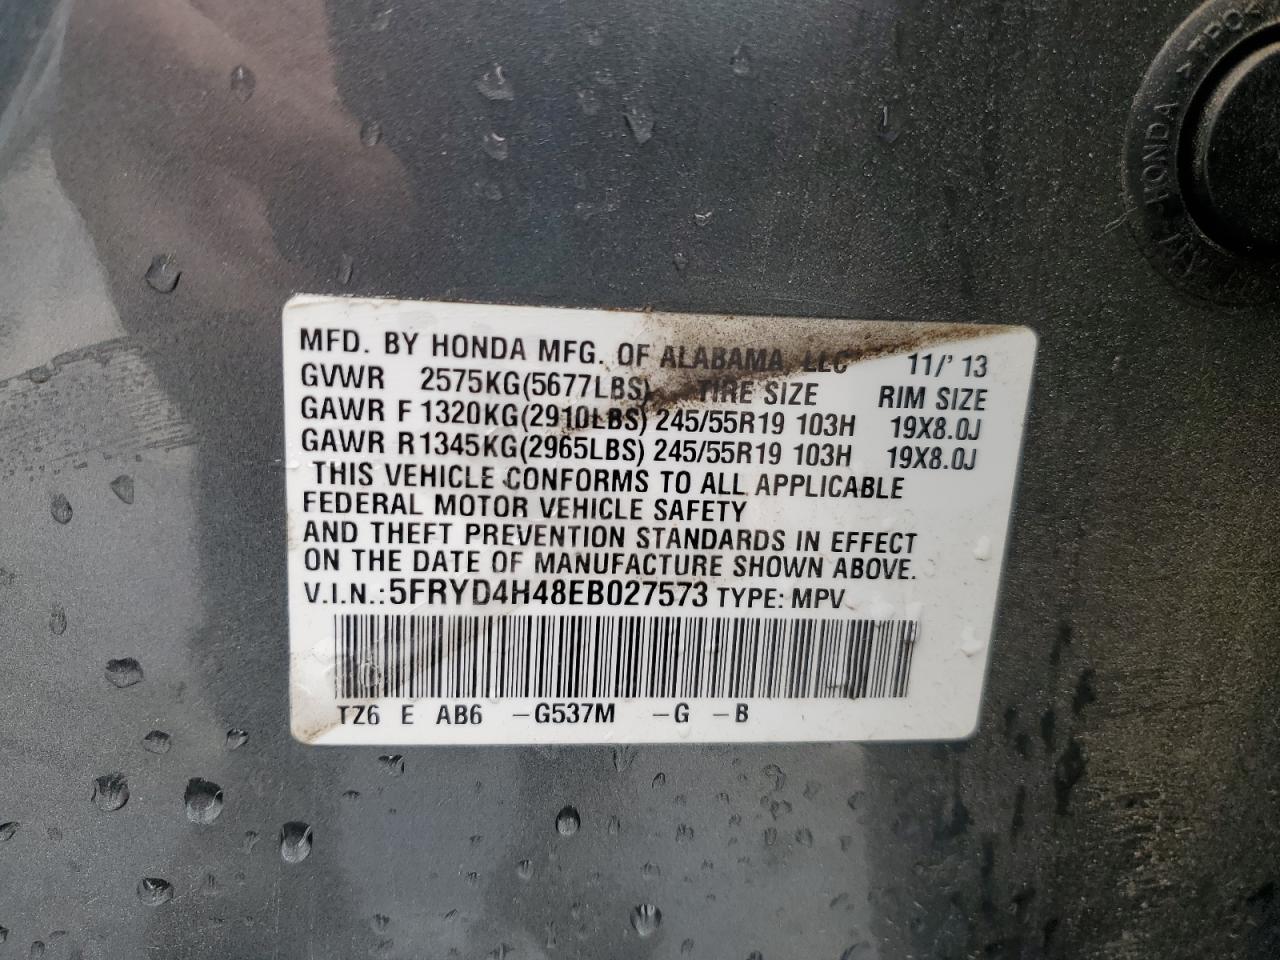 HONDA
MFD. BY HONDA MFG. OF ALABAMA, LLC 11/' 13
GVWR 2575KG(5677LBS) TIRE SIZE RIM SIZE
GAWR F 1320KG(2910LBS) 245/55R19 103H 19X8.0J
GAWR R1345KG(2965LBS) 245/55R19 103H 19X8.0J
THIS VEHICLE CONFORMS TO ALL APPLICABLE
FEDERAL MOTOR VEHICLE SAFETY
AND THEFT PREVENTION STANDARDS IN EFFECT
ON THE DATE OF MANUFACTURE SHOWN ABOVE.
V.I.N.:5FRYD4H48EB027573 TYPE: MPV
TZ6 E AB6 -G537M -G -B